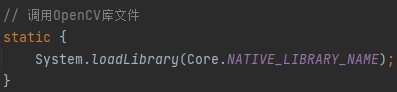 // 调用OpenCV库文件
static {
    System.loadLibrary(Core.NATIVE_LIBRARY_NAME);
}